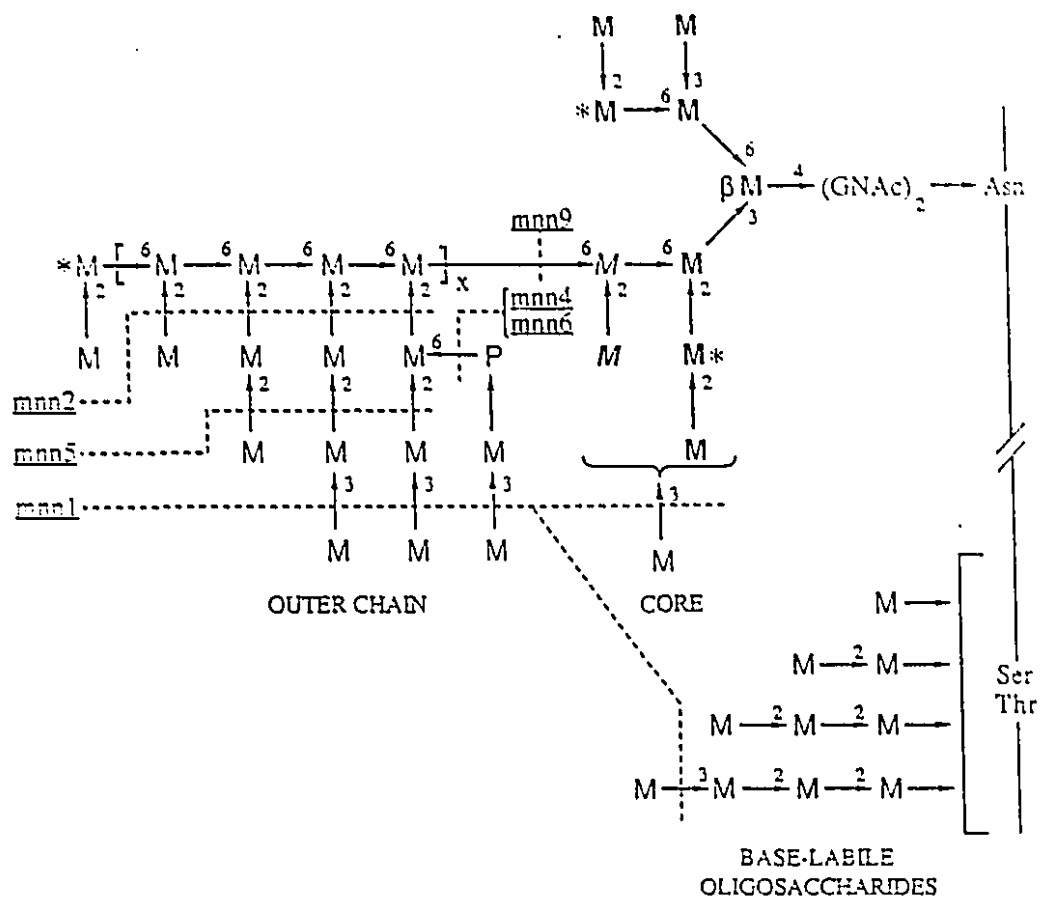 M M
2 3
*M 6 M
6
βM 4 (GNAc)2 Asn
3
mnn9
*M [ 6 M 6 M 6 M 6 M ]x 6 M 6 M
2 2 2 2 2 2 2
mnn4
mnn6
M M M M M 6 P M M*
mnn2
2 2 2 2
mnn5
M M M M M
3 3 3 3
mnn1
M M M M
OUTER CHAIN CORE
M
M 2 M Ser
Thr
M 2 M 2 M
M 3 M 2 M 2 M
BASE-LABILE
OLIGOSACCHARIDES